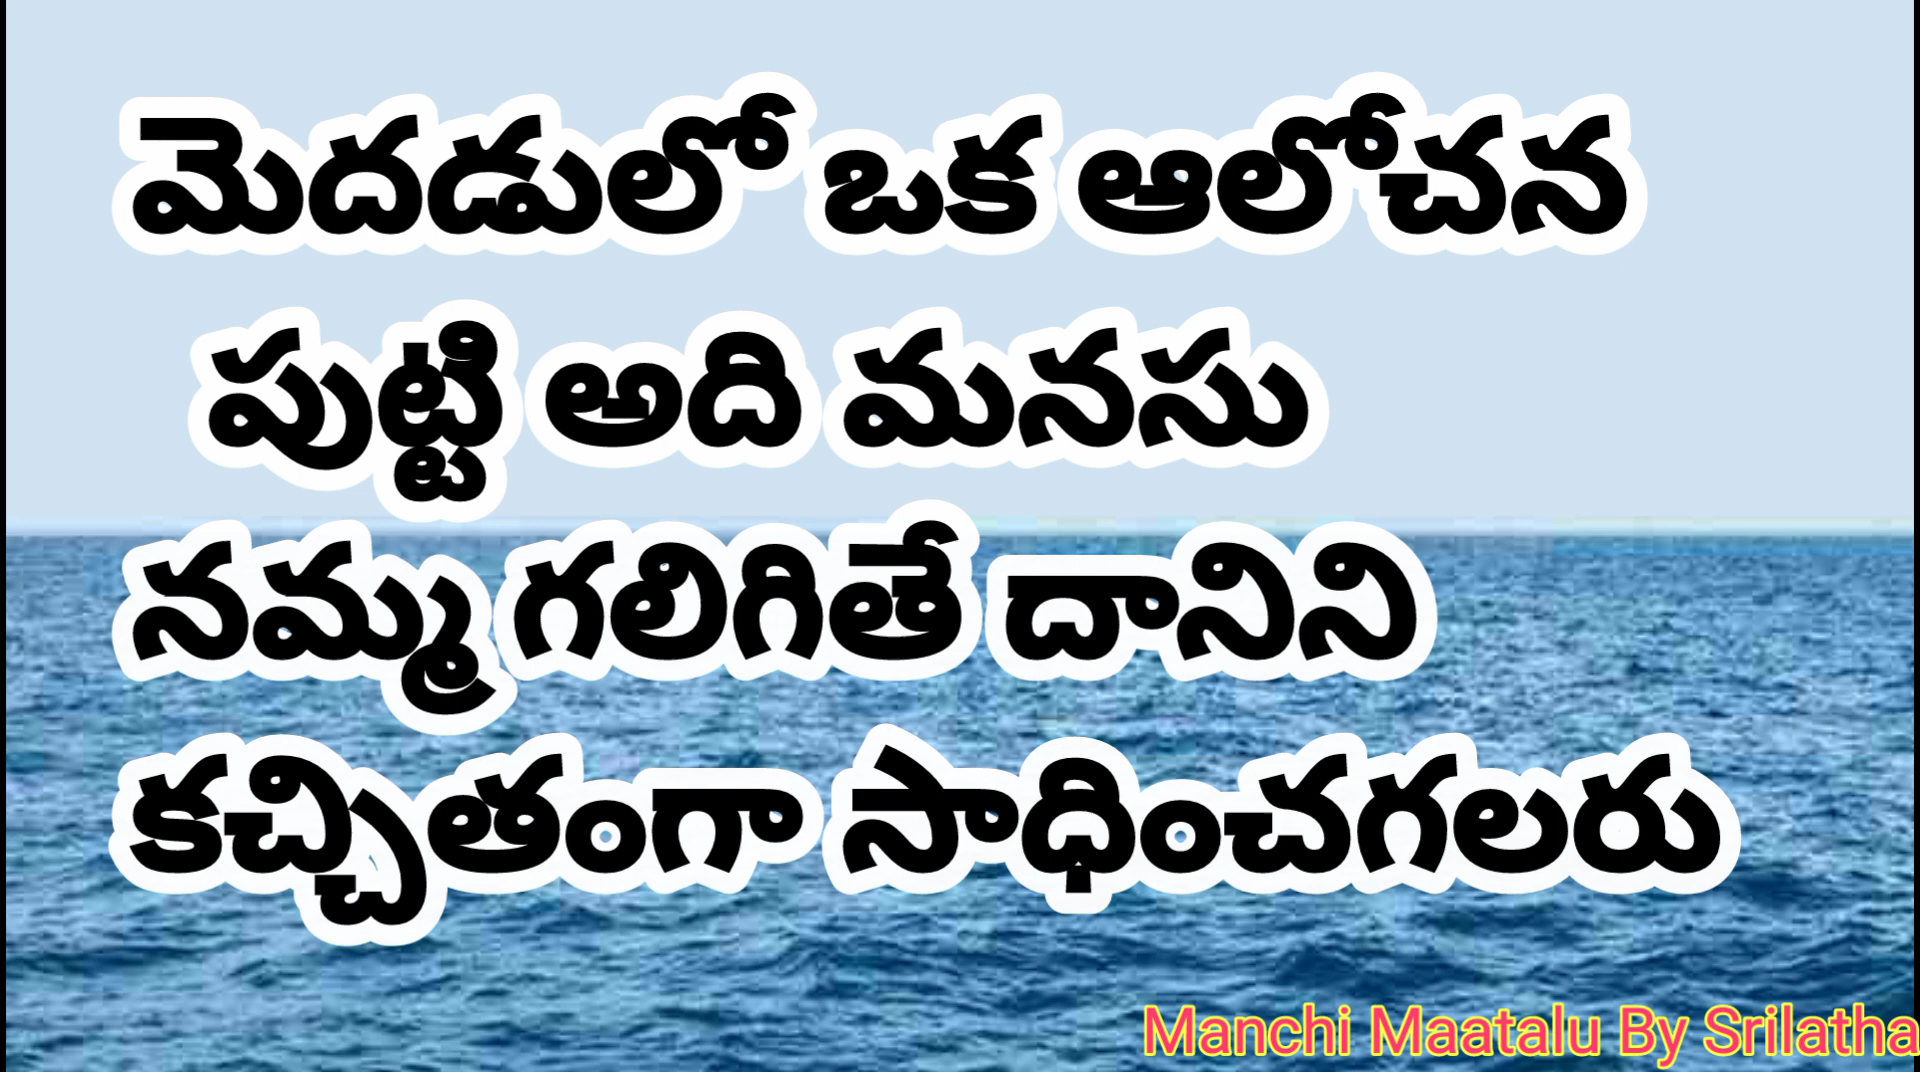 మెదడులో ఒక ఆలోచన
పుట్టి అది మనసు
నమ్మ గలిగితే దానిని
కచ్చితంగా సాధించగలరు
Manchi Maatalu By Srilatha